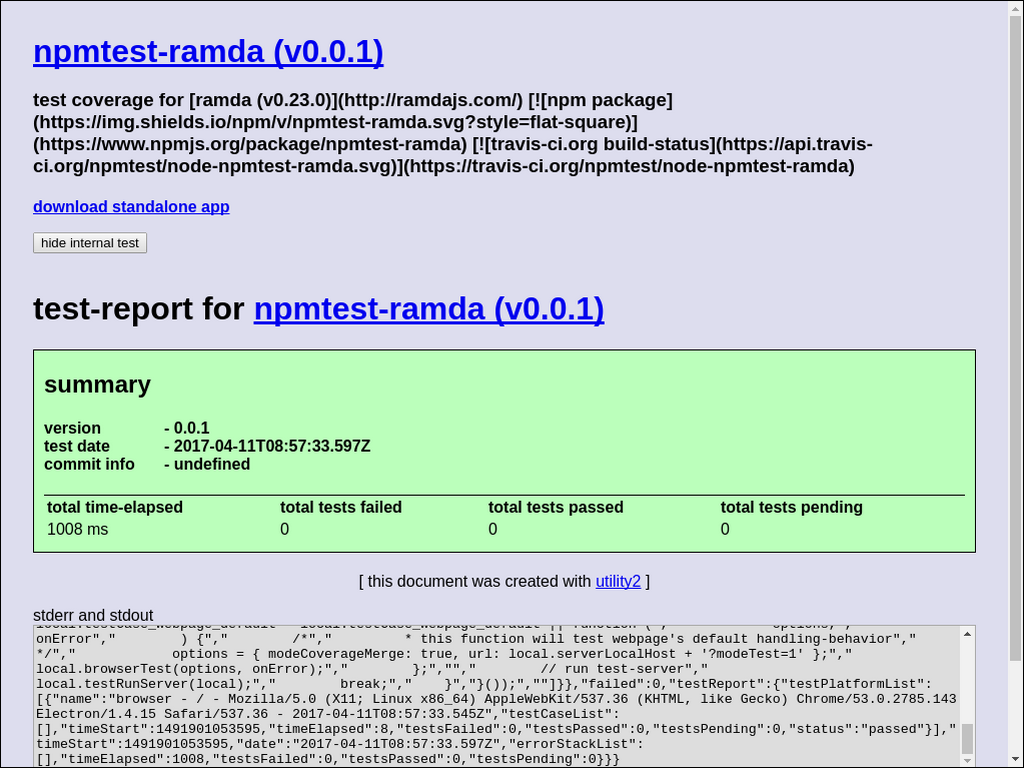 npmtest-ramda (v0.0.1)
test coverage for [ramda (v0.23.0)](http://ramdajs.com/) [![npm package]
(https://img.shields.io/npm/v/npmtest-ramda.svg?style=flat-square)]
(https://www.npmjs.org/package/npmtest-ramda) [![travis-ci.org build-status](https://api.travis-
ci.org/npmtest/node-npmtest-ramda.svg)](https://travis-ci.org/npmtest/node-npmtest-ramda)
download standalone app
hide internal test
test-report for npmtest-ramda (v0.0.1)
summary
version - 0.0.1
test date - 2017-04-11T08:57:33.597Z
commit info - undefined
total time-elapsed total tests failed total tests passed total tests pending
1008 ms 0 0 0
[ this document was created with utility2 ]
stderr and stdout
local.testCase_webpage_default = local.testCase_webpage_default || function (","            options,","
onError","        ) {","        /*","         * this function will test webpage's default handling-behavior","
*/","            options = { modeCoverageMerge: true, url: local.serverLocalHost + '?modeTest=1' };","
local.browserTest(options, onError);","        };","","        // run test-server","
local.testRunServer(local);","        break;","    }","}());",""]}},"failed":0,"testReport":{"testPlatformList":
[{"name":"browser - / - Mozilla/5.0 (X11; Linux x86_64) AppleWebKit/537.36 (KHTML, like Gecko) Chrome/53.0.2785.143
Electron/1.4.15 Safari/537.36 - 2017-04-11T08:57:33.545Z","testCaseList":
[],"timeStart":1491901053595,"timeElapsed":8,"testsFailed":0,"testsPassed":0,"testsPending":0,"status":"passed"}],"
timeStart":1491901053595,"date":"2017-04-11T08:57:33.597Z","errorStackList":
[],"timeElapsed":1008,"testsFailed":0,"testsPassed":0,"testsPending":0}}}